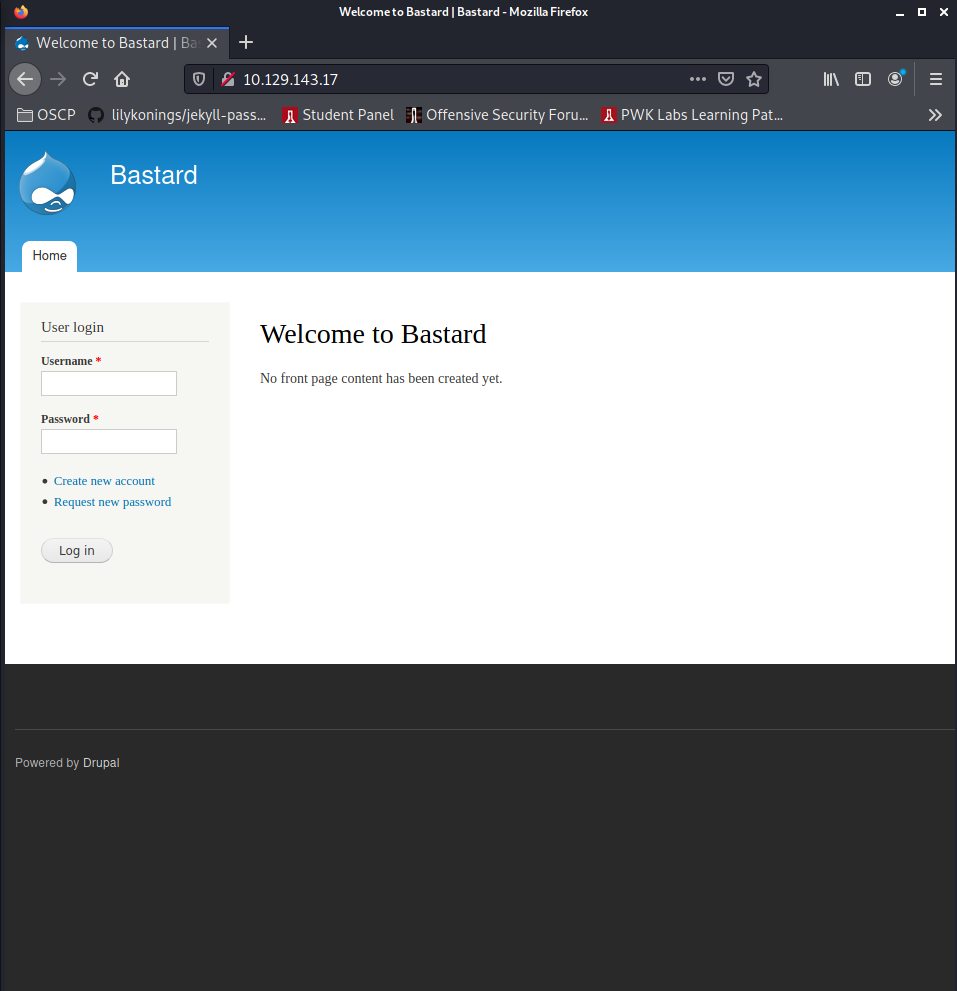 Welcome to Bastard | Bastard - Mozilla Firefox
Welcome to Bastard | Ba
10.129.143.17
OSCP lilykonings/jekyll-pass... Student Panel Offensive Security Foru... PWK Labs Learning Pat...
Bastard
Home
User login
Username *
Password *
Create new account
Request new password
Log in
Welcome to Bastard
No front page content has been created yet.
Powered by Drupal